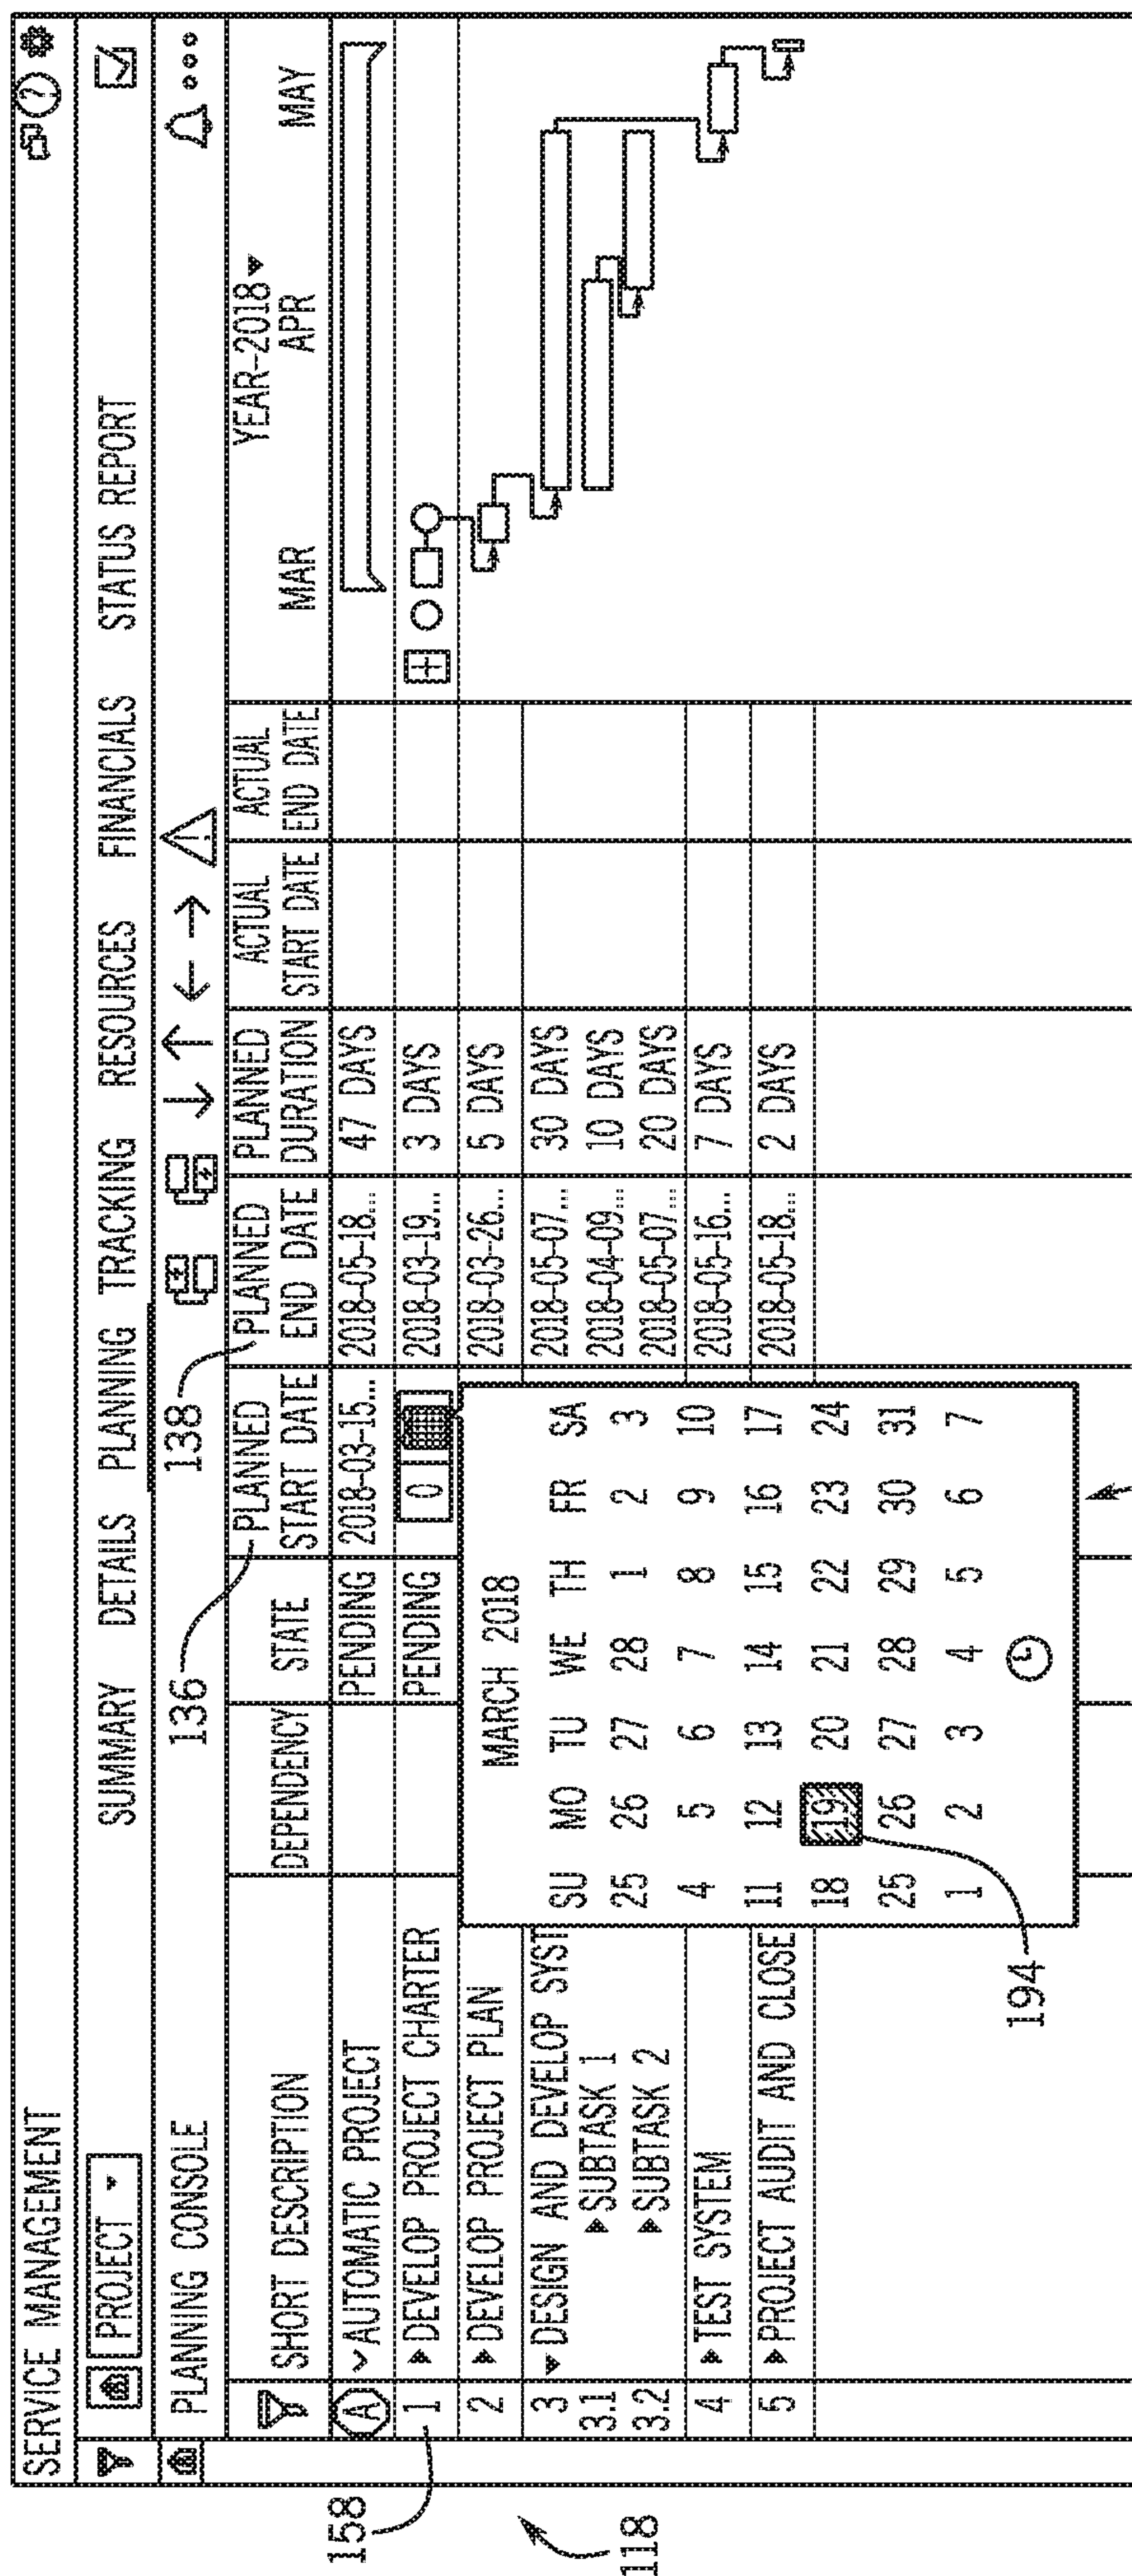 SERVICE MANAGEMENT
PROJECT SUMMARY DETAILS PLANNING TRACKING RESOURCES FINANCIALS STATUS REPORT
PLANNING CONSOLE
136 138
SHORT DESCRIPTION DEPENDENCY STATE PLANNED START DATE PLANNED END DATE PLANNED DURATION ACTUAL START DATE ACTUAL END DATE YEAR-2018
MAR APR MAY
A AUTOMATIC PROJECT PENDING 2018-03-15... 2018-05-18... 47 DAYS
1 DEVELOP PROJECT CHARTER PENDING 0 2018-03-19... 3 DAYS
2 DEVELOP PROJECT PLAN 2018-03-26... 5 DAYS
3 DESIGN AND DEVELOP SYST 2018-05-07... 30 DAYS
3.1 SUBTASK 1 2018-04-09... 10 DAYS
3.2 SUBTASK 2 2018-05-07... 20 DAYS
4 TEST SYSTEM 2018-05-16... 7 DAYS
5 PROJECT AUDIT AND CLOSE 2018-05-18... 2 DAYS
MARCH 2018
SU MO TU WE TH FR SA
25 26 27 28 1 2 3
4 5 6 7 8 9 10
11 12 13 14 15 16 17
18 19 20 21 22 23 24
25 26 27 28 29 30 31
1 2 3 4 5 6 7
158
118
194